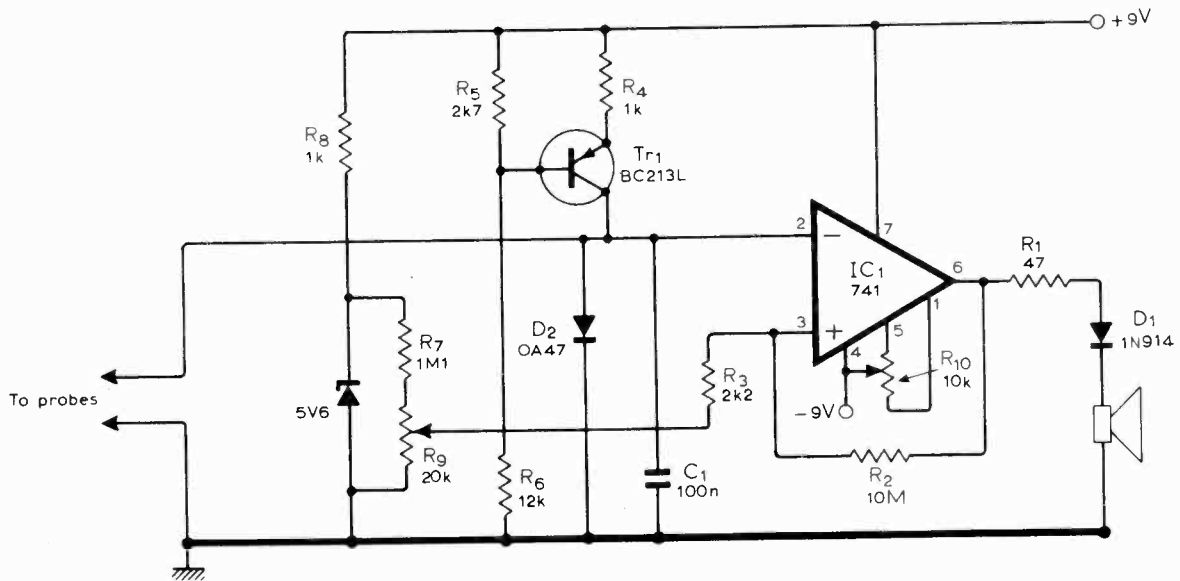 +9V
R5
2k7
R4
1k
R8
1k
Tr1
BC213L
2
−
7
IC1
741
6
R1
47
1
3
+
4
5
D1
1N914
D2
OA47
R7
1M1
R3
2k2
R10
10k
To probes
5V6
−9V
R9
20k
R6
12k
C1
100n
R2
10M